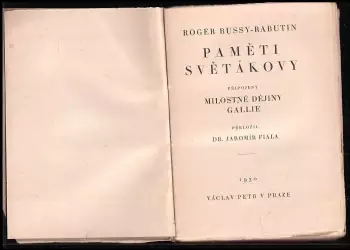 ROGER BUSSY-RABUTIN
PAMĚTI
SVĚTÁKOVY
PŘIPOJENY
MILOSTNÉ DĚJINY
GALLIE
PŘELOŽIL
DR. JAROMÍR FIALA
1930
VÁCLAV PETR V PRAZE